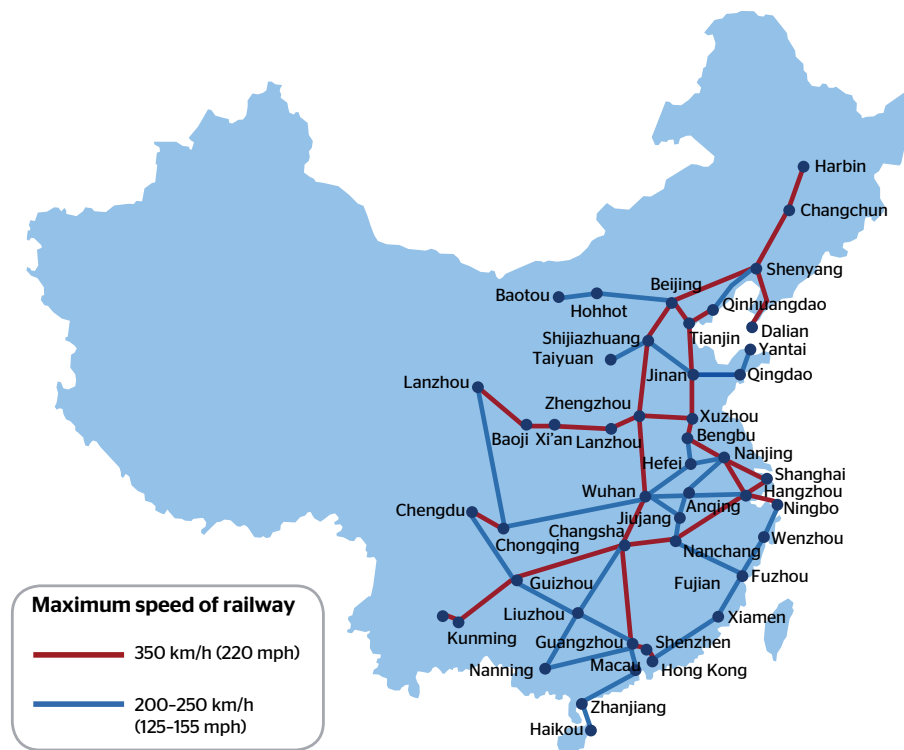 Harbin
Changchun
Shenyang
Beijing
Baotou
Hohhot
Qinhuangdao
Tianjin
Dalian
Shijiazhuang
Yantai
Taiyuan
Jinan
Qingdao
Lanzhou
Zhengzhou
Xuzhou
Baoji
Xi'an
Lanzhou
Bengbu
Nanjing
Hefei
Shanghai
Wuhan
Hangzhou
Anqing
Ningbo
Chengdu
Jiujang
Chongqing
Changsha
Wenzhou
Nanchang
Guizhou
Fujian
Fuzhou
Liuzhou
Xiamen
Kunming
Guangzhou
Shenzhen
Nanning
Macau
Hong Kong
Zhanjiang
Haikou
Maximum speed of railway
350 km/h (220 mph)
200–250 km/h
(125–155 mph)